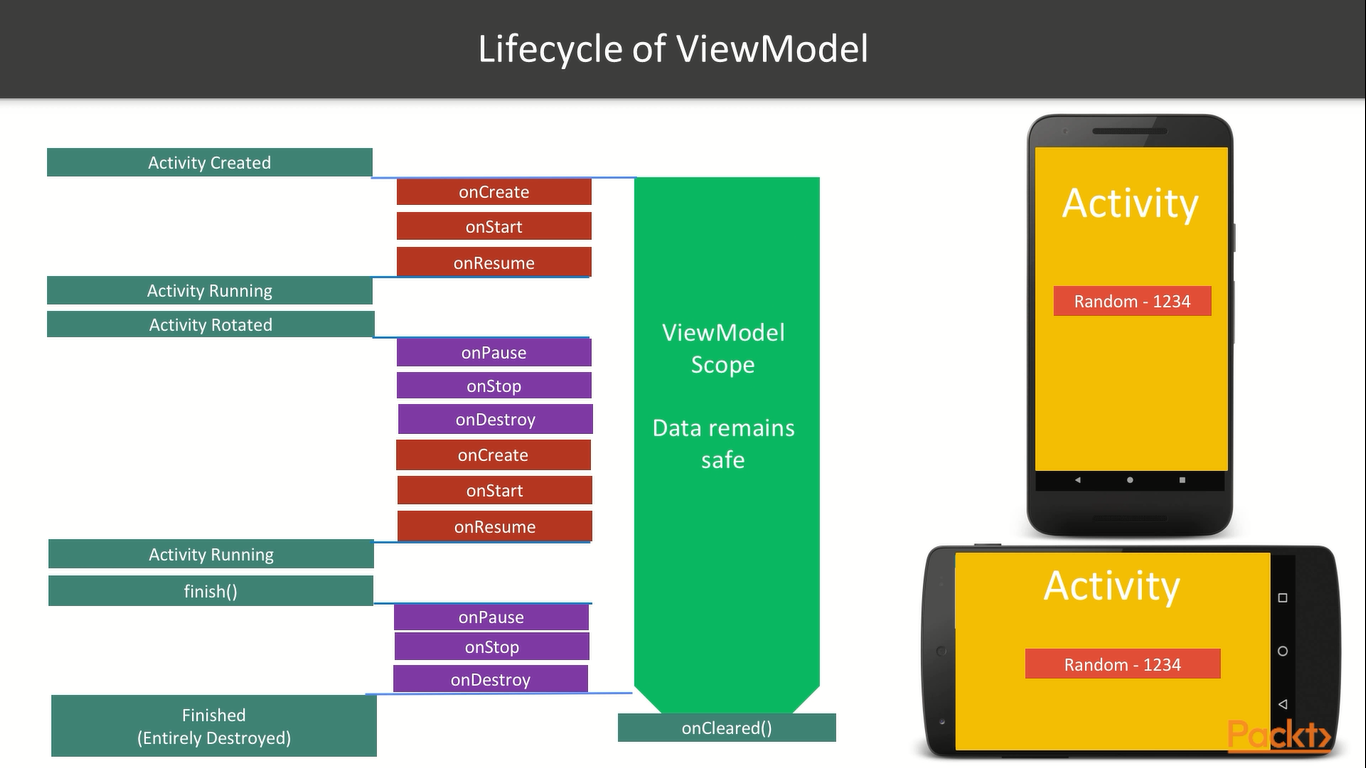 Lifecycle of ViewModel
Activity Created
onCreate
onStart
onResume
Activity Running
Activity Rotated
onPause
onStop
onDestroy
onCreate
onStart
onResume
Activity Running
finish()
onPause
onStop
onDestroy
Finished
(Entirely Destroyed)
ViewModel
Scope
Data remains
safe
onCleared()
Activity
Random - 1234
Activity
Random - 1234
Packt>